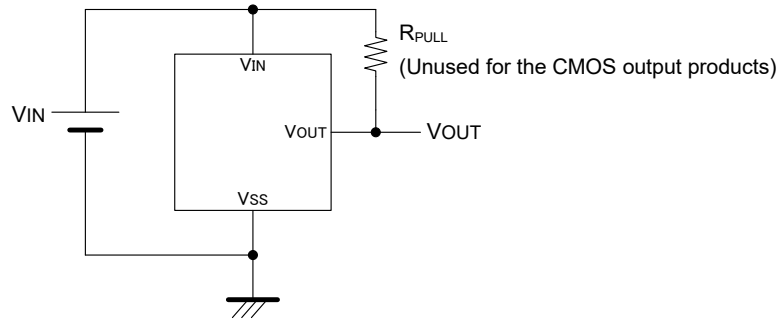 RPULL
(Unused for the CMOS output products)
VIN
VIN
VOUT
VOUT
VSS